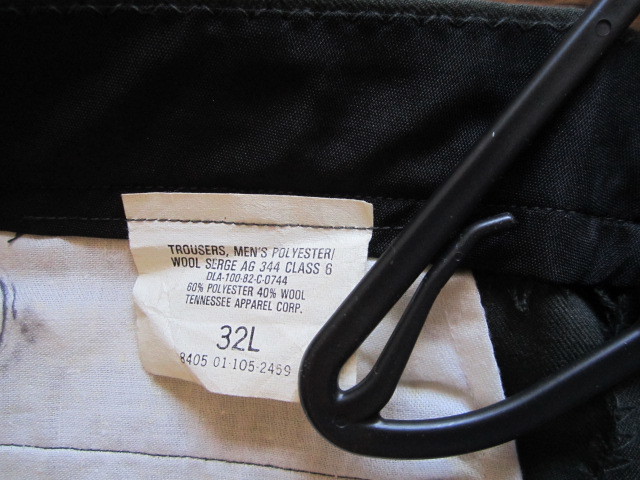 TROUSERS, MEN'S POLYESTER/
WOOL SERGE AG 344 CLASS 6
DLA-100-82-C-0744
60% POLYESTER 40% WOOL
TENNESSEE APPAREL CORP.
32L
8405 01-105-2459